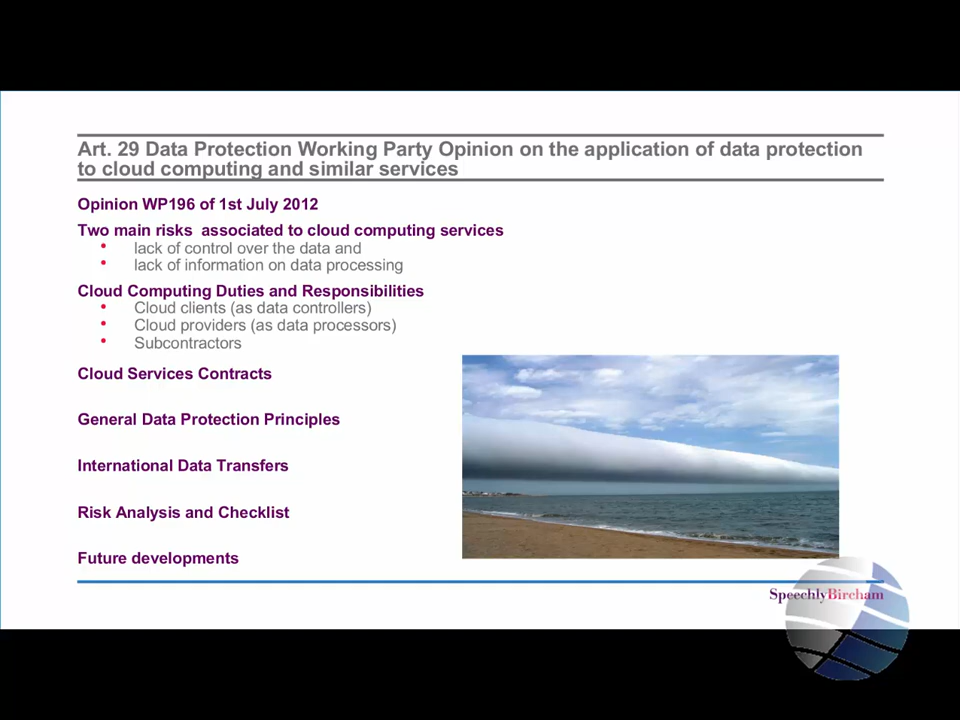 Art. 29 Data Protection Working Party Opinion on the application of data protection
to cloud computing and similar services
Opinion WP196 of 1st July 2012
Two main risks associated to cloud computing services
• lack of control over the data and
• lack of information on data processing
Cloud Computing Duties and Responsibilities
• Cloud clients (as data controllers)
• Cloud providers (as data processors)
• Subcontractors
Cloud Services Contracts
General Data Protection Principles
International Data Transfers
Risk Analysis and Checklist
Future developments
SpeechlyBircham